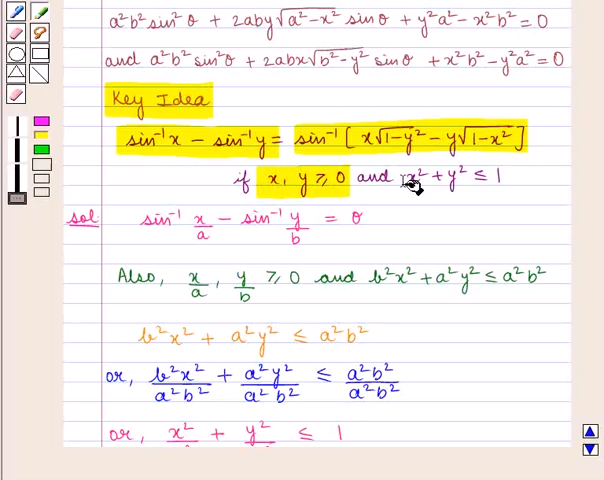 a²b² sin²θ + 2aby√(a²−x²) sinθ + y²a² − x²b² = 0
and a²b² sin²θ + 2abx√(b²−y²) sinθ + x²b² − y²a² = 0
Key Idea
sin⁻¹x − sin⁻¹y = sin⁻¹[x√(1−y²) − y√(1−x²)]
if x, y ≥ 0 and x² + y² ≤ 1
sol sin⁻¹ x/a − sin⁻¹ y/b = θ
Also, x/a, y/b ≥ 0 and b²x² + a²y² ≤ a²b²
b²x² + a²y² ≤ a²b²
or, b²x²/a²b² + a²y²/a²b² ≤ a²b²/a²b²
or, x² + y² ≤ 1